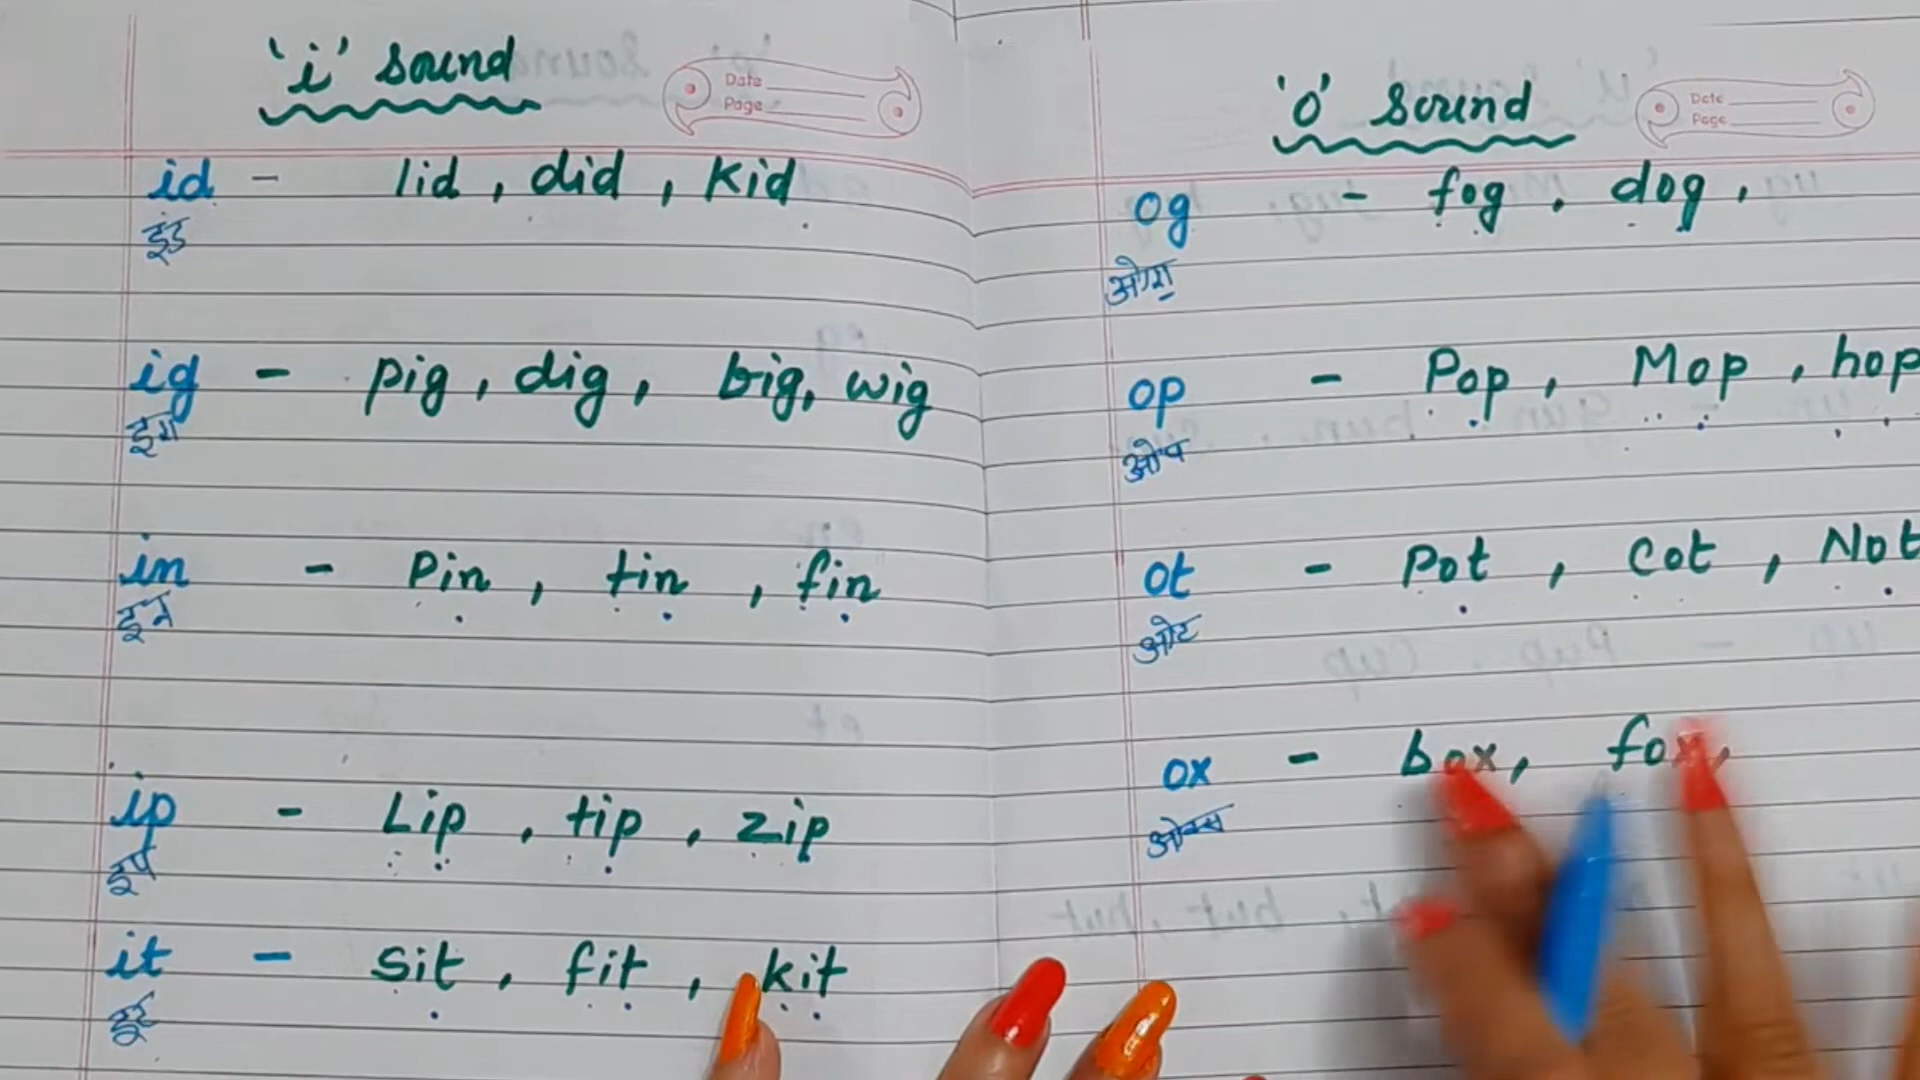 'i' sound
Date
Page
id - lid, did, kid
इड
ig - pig, dig, big, wig
इग
in - Pin, tin, fin
इन
ip - Lip, tip, zip
इप
it - sit, fit, kit
इट
'o' sound
Date
Page
og - fog, dog,
ओग
op - Pop, Mop, hop
ओप
ot - Pot, Cot, Not
ओट
ox - box, fox,
ओक्स